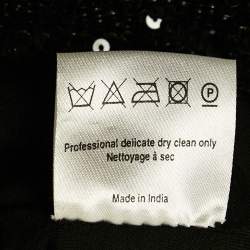 P
Professional delicate dry clean only
Nettoyage à sec
Made in India